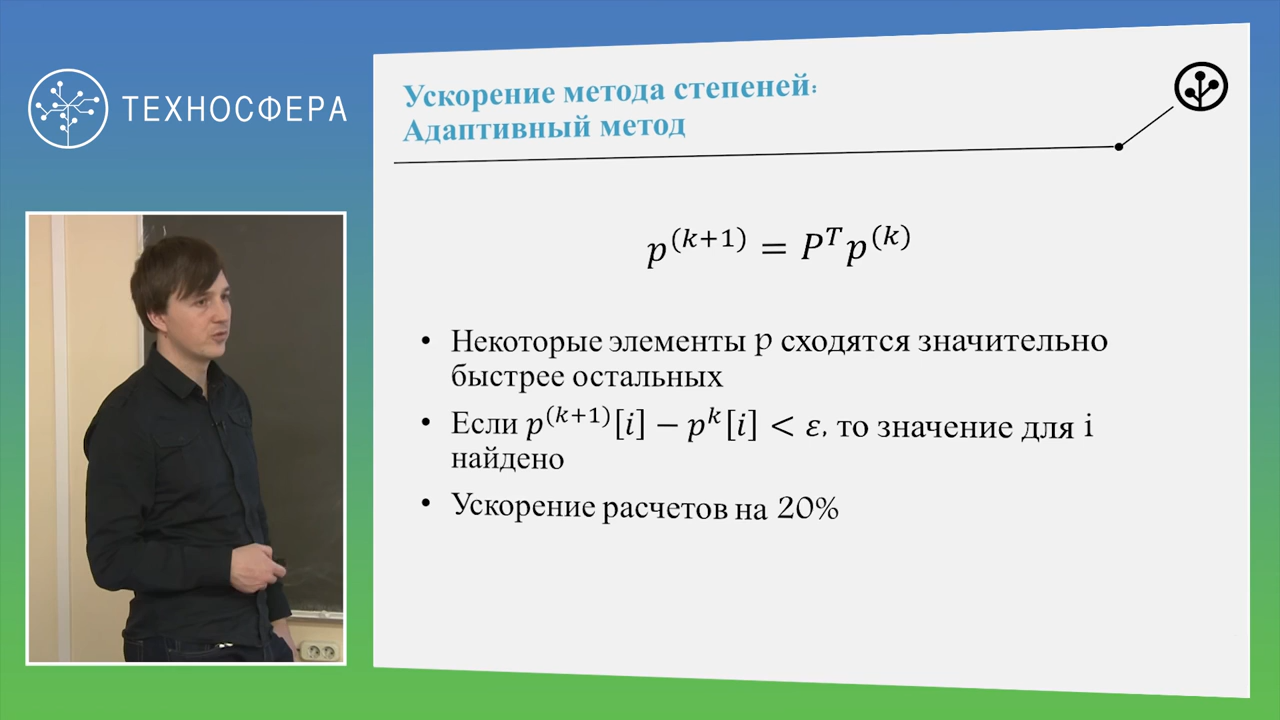 ТЕХНОСФЕРА
Ускорение метода степеней:
Адаптивный метод
p^(k+1) = P^T p^(k)
• Некоторые элементы p сходятся значительно
быстрее остальных
• Если p^(k+1)[i] − p^k[i] < ε, то значение для i
найдено
• Ускорение расчетов на 20%